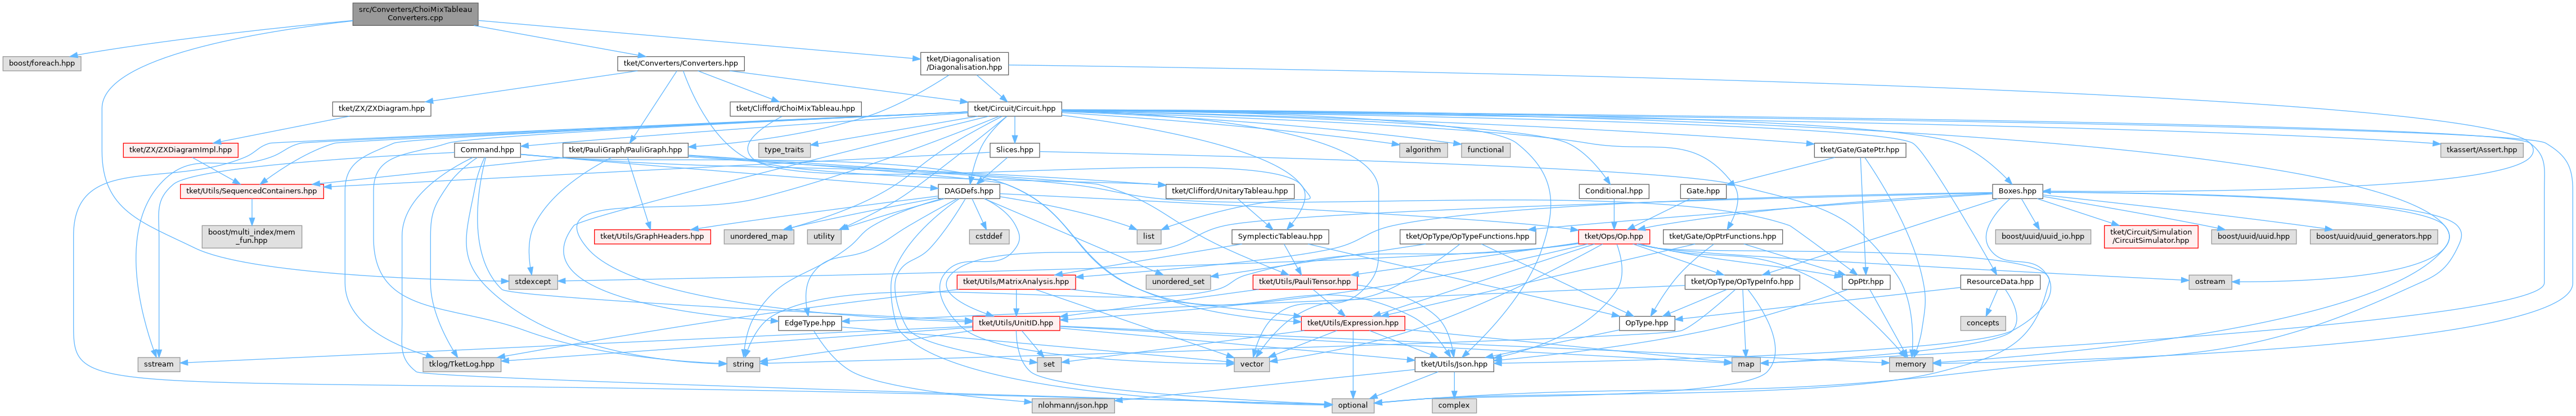 src/Converters/ChoiMixTableau
Converters.cpp
boost/foreach.hpp
tket/Converters/Converters.hpp
tket/Diagonalisation
/Diagonalisation.hpp
tket/ZX/ZXDiagram.hpp
tket/Clifford/ChoiMixTableau.hpp
tket/Circuit/Circuit.hpp
tket/ZX/ZXDiagramImpl.hpp
Command.hpp
tket/PauliGraph/PauliGraph.hpp
type_traits
Slices.hpp
algorithm
functional
tket/Gate/GatePtr.hpp
tkassert/Assert.hpp
tket/Utils/SequencedContainers.hpp
DAGDefs.hpp
tket/Clifford/UnitaryTableau.hpp
Conditional.hpp
Gate.hpp
Boxes.hpp
boost/multi_index/mem
_fun.hpp
tket/Utils/GraphHeaders.hpp
unordered_map
utility
cstddef
list
SymplecticTableau.hpp
tket/OpType/OpTypeFunctions.hpp
tket/Ops/Op.hpp
tket/Gate/OpPtrFunctions.hpp
boost/uuid/uuid_io.hpp
tket/Circuit/Simulation
/CircuitSimulator.hpp
boost/uuid/uuid.hpp
boost/uuid/uuid_generators.hpp
stdexcept
tket/Utils/MatrixAnalysis.hpp
unordered_set
tket/Utils/PauliTensor.hpp
tket/OpType/OpTypeInfo.hpp
OpPtr.hpp
ResourceData.hpp
ostream
EdgeType.hpp
tket/Utils/UnitID.hpp
tket/Utils/Expression.hpp
OpType.hpp
concepts
sstream
tklog/TketLog.hpp
string
set
vector
tket/Utils/Json.hpp
map
memory
nlohmann/json.hpp
optional
complex